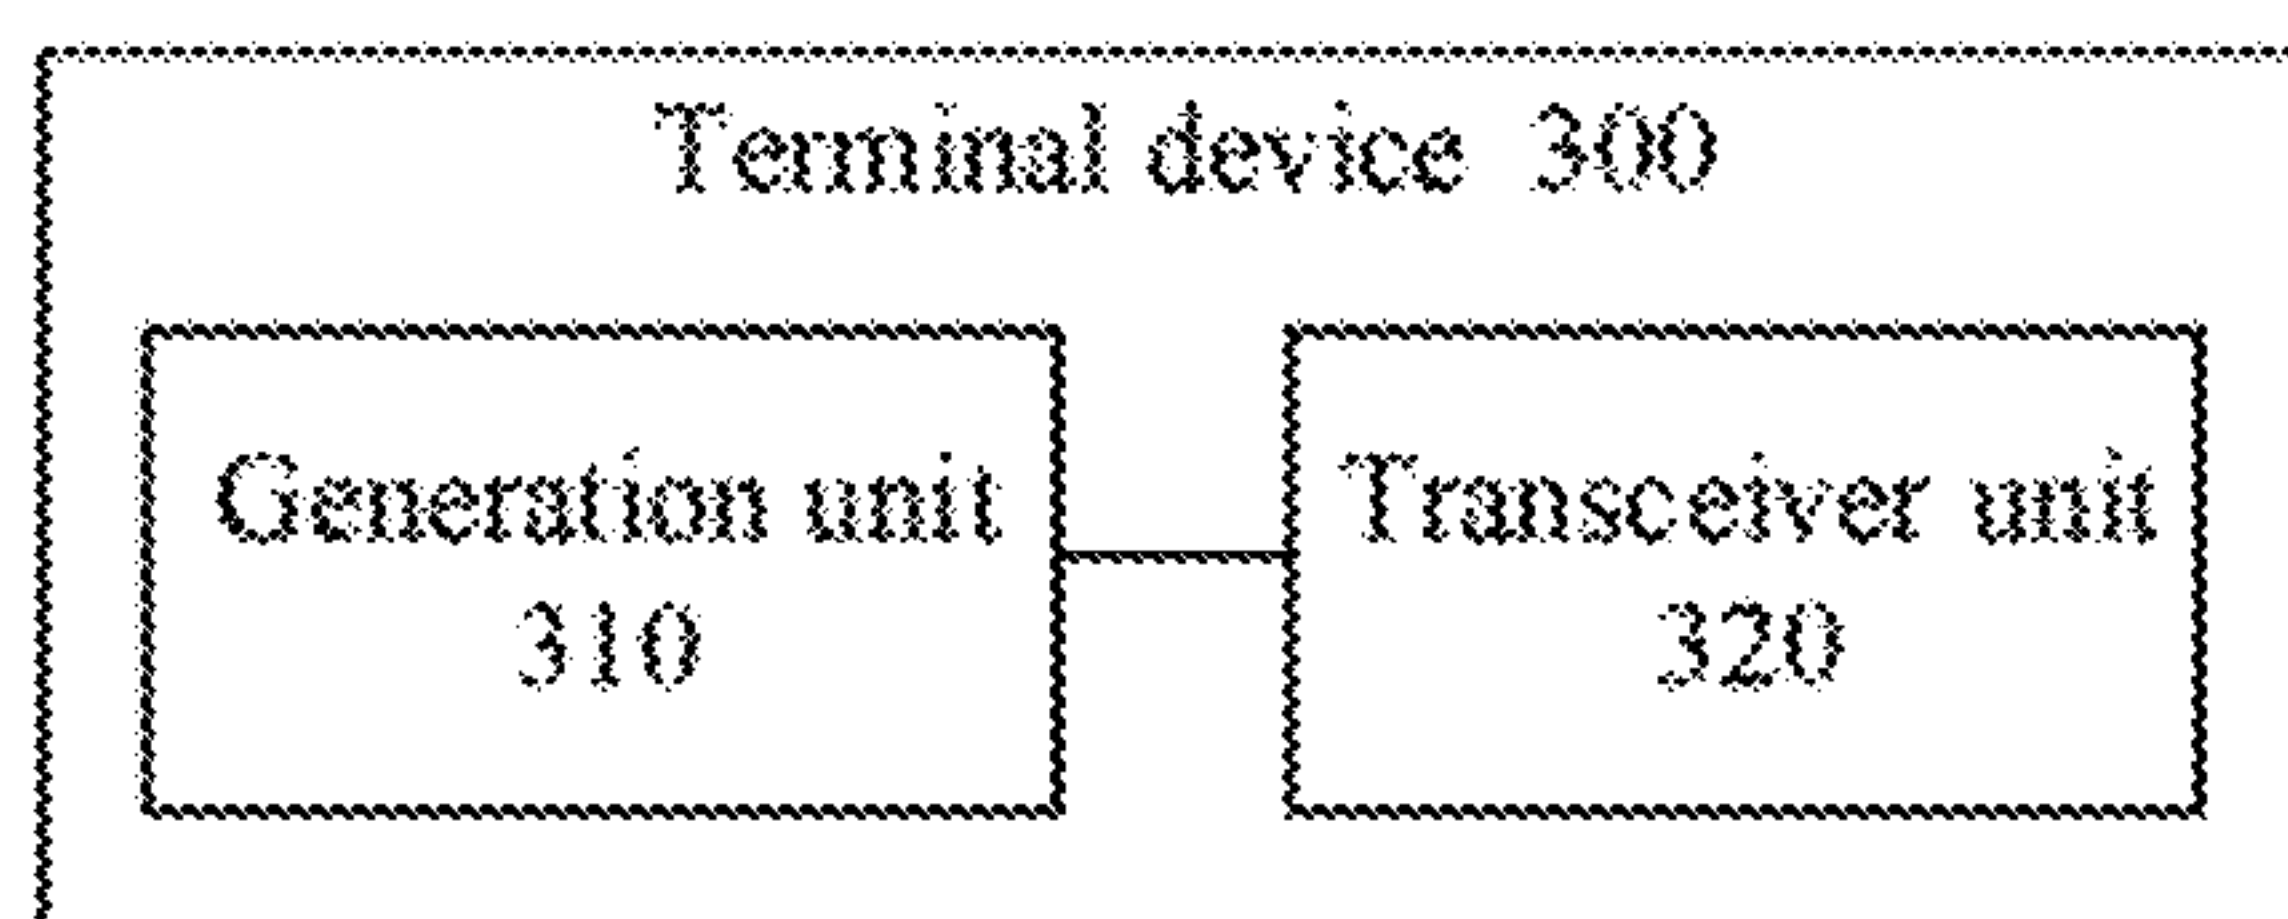 Terminal device 300
Generation unit
310
Transceiver unit
320